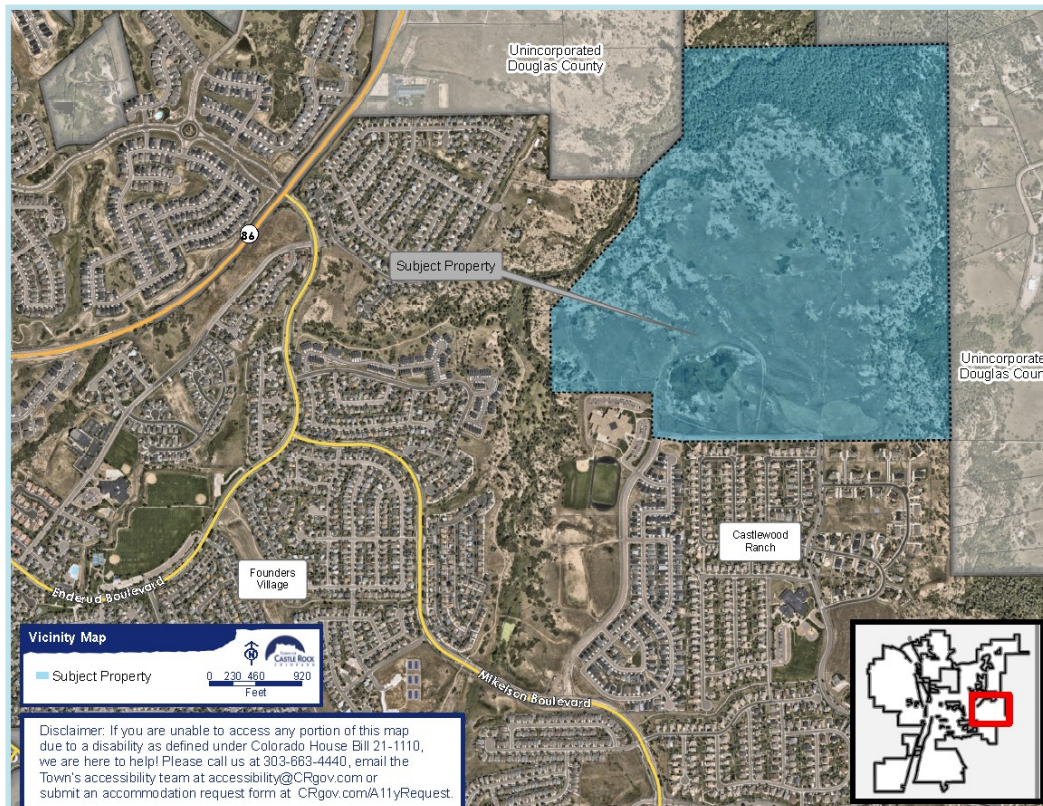 Unincorporated
Douglas County
86
Subject Property
Unincorporate
Douglas Coun
Castlewood
Ranch
Founders
Village
Enderud Boulevard
Mikelson Boulevard
Vicinity Map
N
TOWN OF
CASTLE ROCK
COLORADO
Subject Property
0 230 460 920
Feet
Disclaimer: If you are unable to access any portion of this map
due to a disability as defined under Colorado House Bill 21-1110,
we are here to help! Please call us at 303-663-4440, email the
Town's accessibility team at accessibility@CRgov.com or
submit an accommodation request form at CRgov.com/A11yRequest.